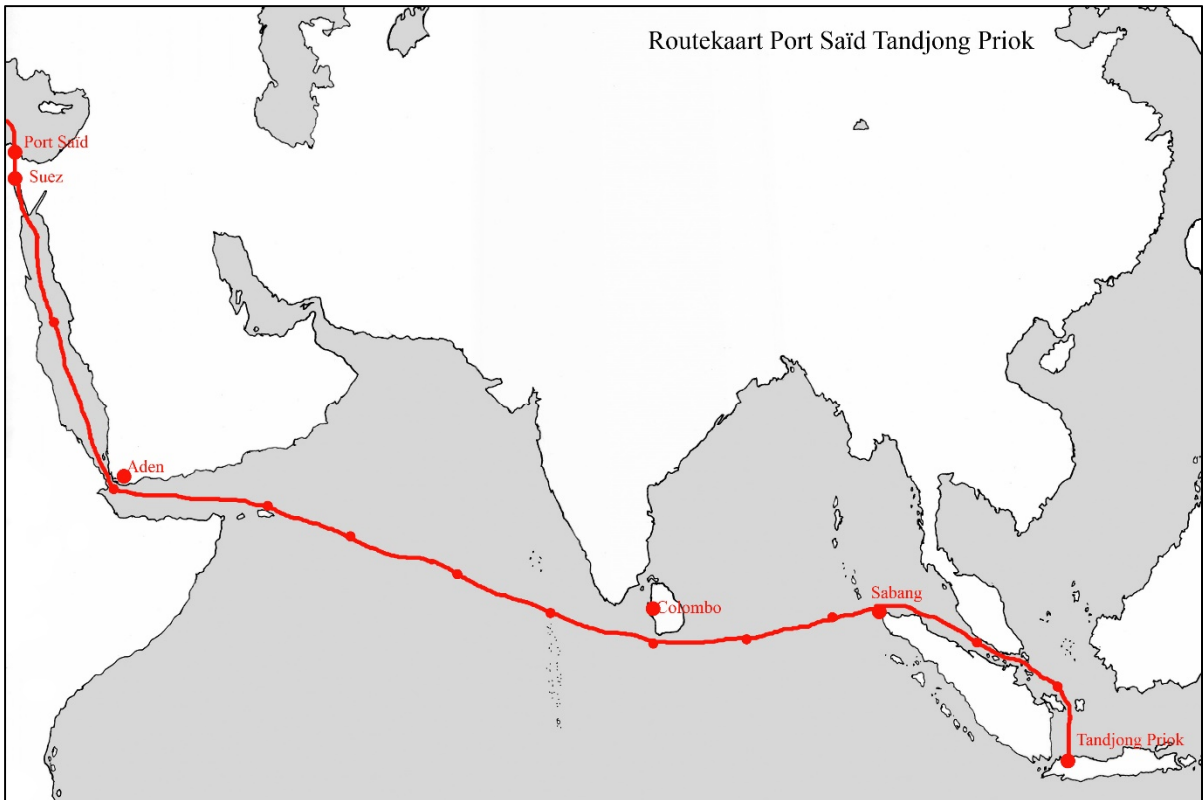 Routekaart Port Saïd Tandjong Priok
Port Saïd
Suez
Aden
Colombo
Sabang
Tandjong Priok